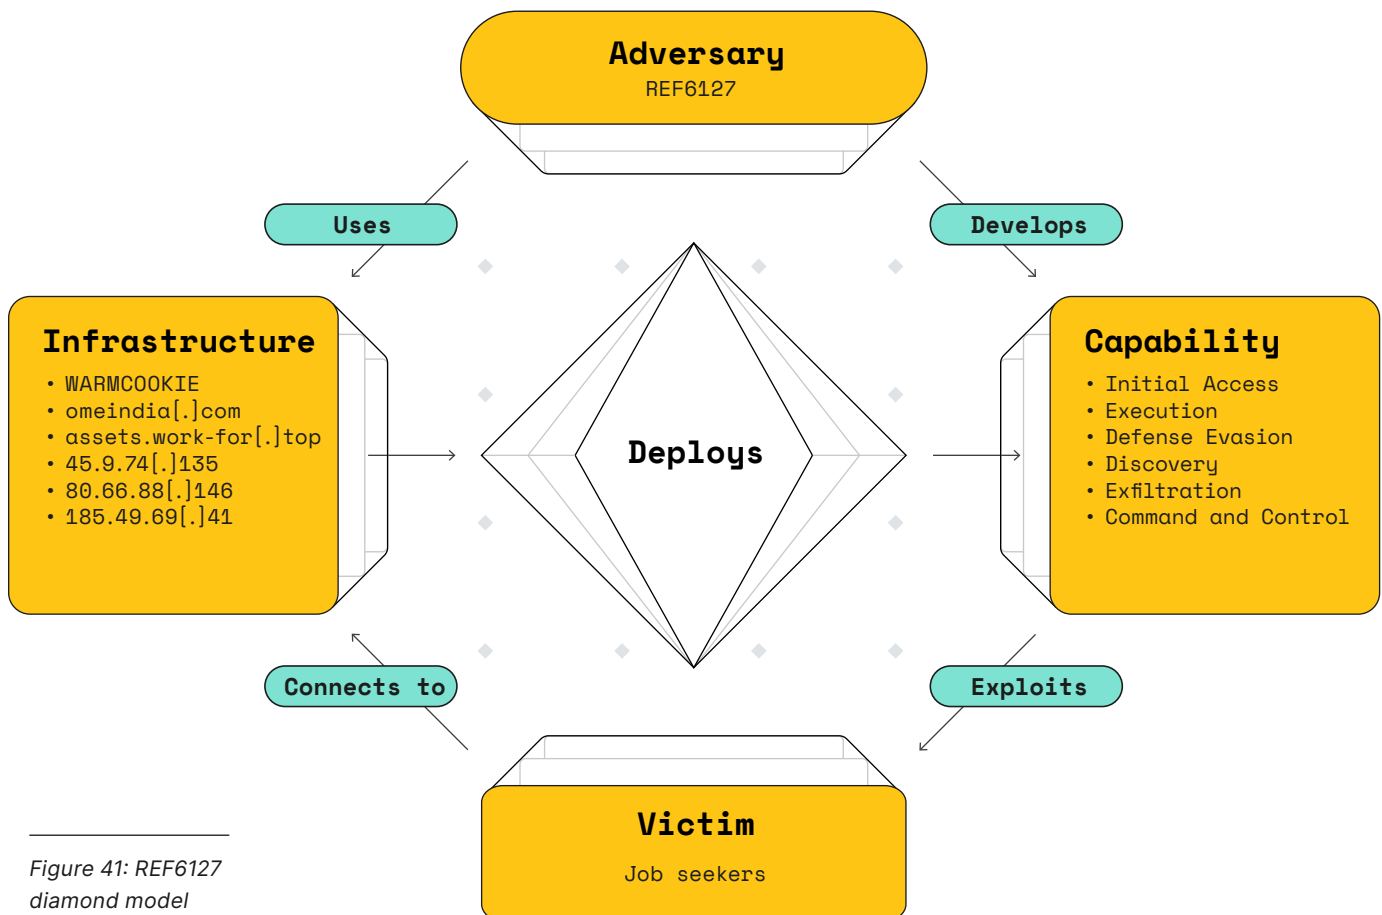 Adversary
REF6127
Uses
Develops
Infrastructure
• WARMCOOKIE
• omeindia[.]com
• assets.work-for[.]top
• 45.9.74[.]135
• 80.66.88[.]146
• 185.49.69[.]41
Deploys
Capability
• Initial Access
• Execution
• Defense Evasion
• Discovery
• Exfiltration
• Command and Control
Connects to
Exploits
Victim
Job seekers
Figure 41: REF6127
diamond model